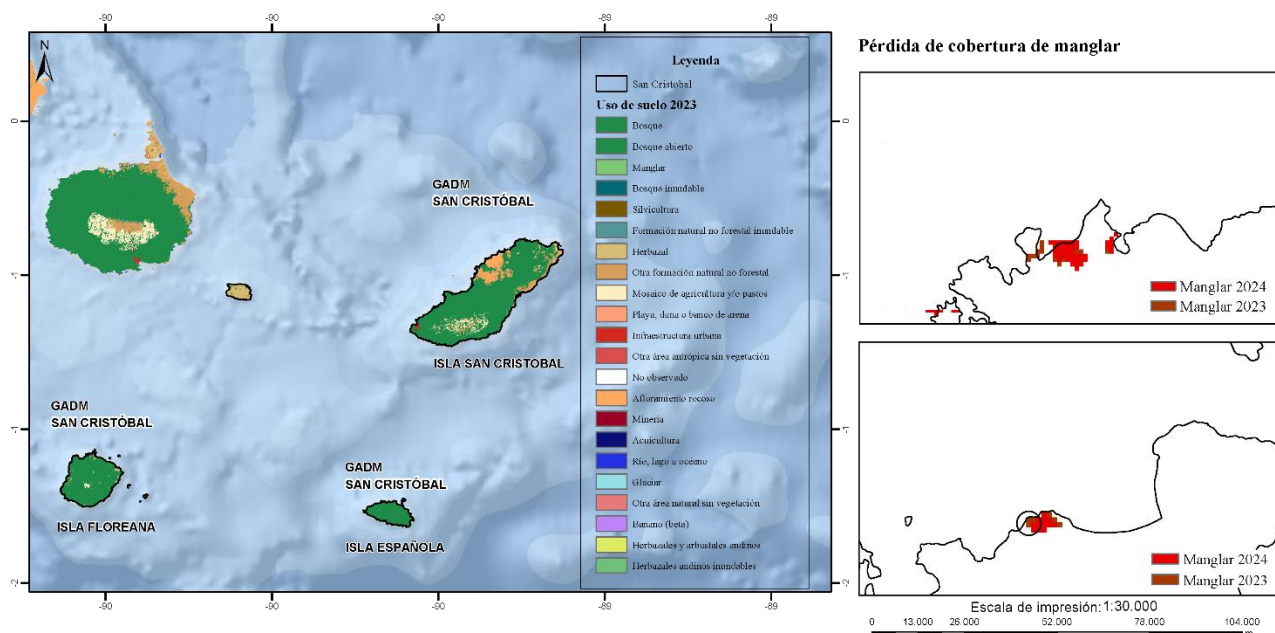 -90
-90
-90
-89
-89
N
0
-1
-1
-2
0
-1
-1
-2
GADM
SAN CRISTÓBAL
ISLA SAN CRISTOBAL
GADM
SAN CRISTÓBAL
ISLA FLOREANA
GADM
SAN CRISTÓBAL
ISLA ESPAÑOLA
Leyenda
San Cristobal
Uso de suelo 2023
Bosque
Bosque abierto
Manglar
Bosque inundable
Silvicultura
Formación natural no forestal inundable
Herbazal
Otra formación natural no forestal
Mosaico de agricultura y/o pastos
Playa, duna o banco de arena
Infraestructura urbana
Otra área antrópica sin vegetación
No observado
Afloramiento rocoso
Minería
Acuicultura
Río, lago u océano
Glaciar
Otra área natural sin vegetación
Banano (beta)
Herbazales y arbustales andinos
Herbazales andinos inundables
-90
-90
-90
-89
-89
Pérdida de cobertura de manglar
Manglar 2024
Manglar 2023
Manglar 2024
Manglar 2023
Escala de impresión: 1:30.000
0 13.000 26.000 52.000 78.000 104.000